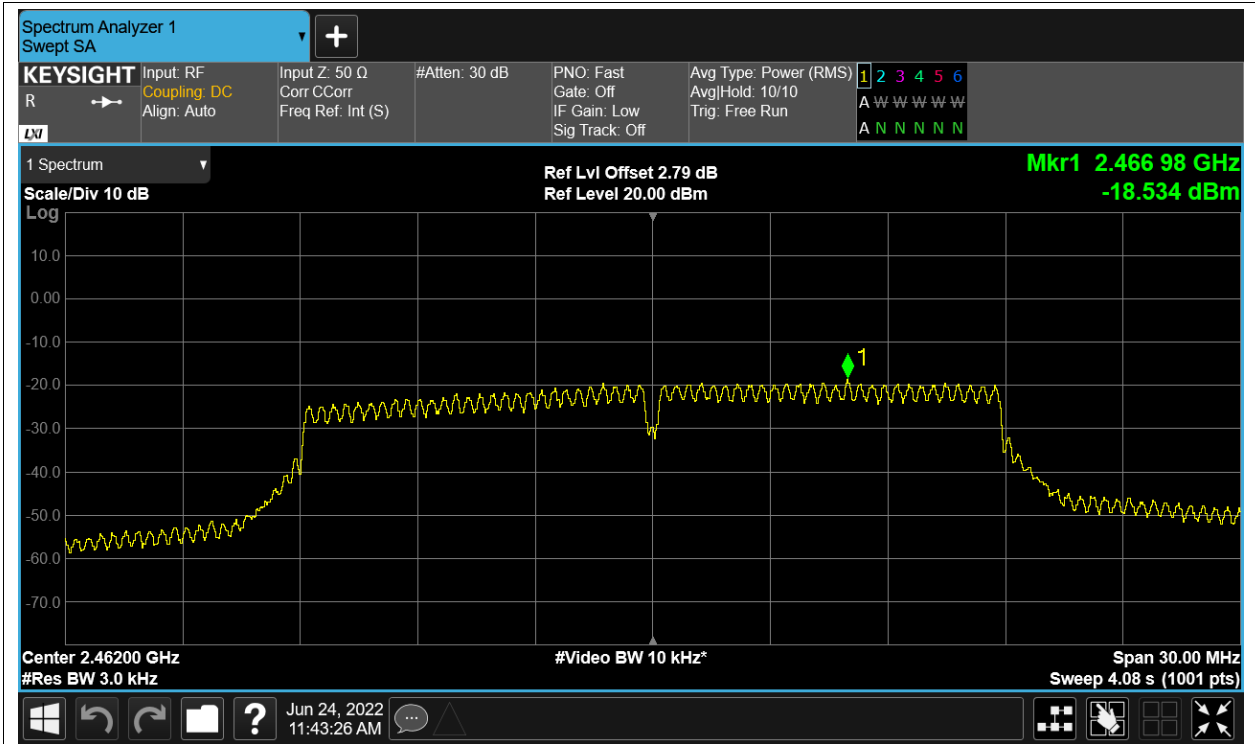 Spectrum Analyzer 1
Swept SA
KEYSIGHT
R
LXI
Input: RF
Coupling: DC
Align: Auto
Input Z: 50 Ω
Corr CCorr
Freq Ref: Int (S)
#Atten: 30 dB
PNO: Fast
Gate: Off
IF Gain: Low
Sig Track: Off
Avg Type: Power (RMS)
Avg|Hold: 10/10
Trig: Free Run
1 2 3 4 5 6
A W W W W W
A N N N N N
1 Spectrum
Scale/Div 10 dB
Log
Ref Lvl Offset 2.79 dB
Ref Level 20.00 dBm
Mkr1 2.466 98 GHz
-18.534 dBm
10.0
0.00
-10.0
-20.0
-30.0
-40.0
-50.0
-60.0
-70.0
1
Center 2.46200 GHz
#Res BW 3.0 kHz
#Video BW 10 kHz*
Span 30.00 MHz
Sweep 4.08 s (1001 pts)
?
Jun 24, 2022
11:43:26 AM